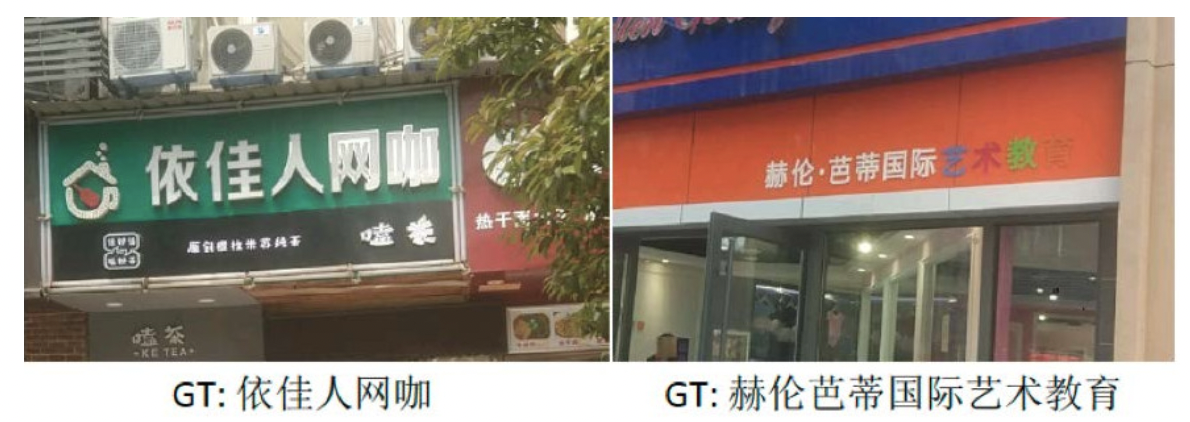 依佳人网咖
嗑茶
嗑茶
-KE TEA-
热干
赫伦·芭蒂国际艺术教育
GT: 依佳人网咖
GT: 赫伦芭蒂国际艺术教育